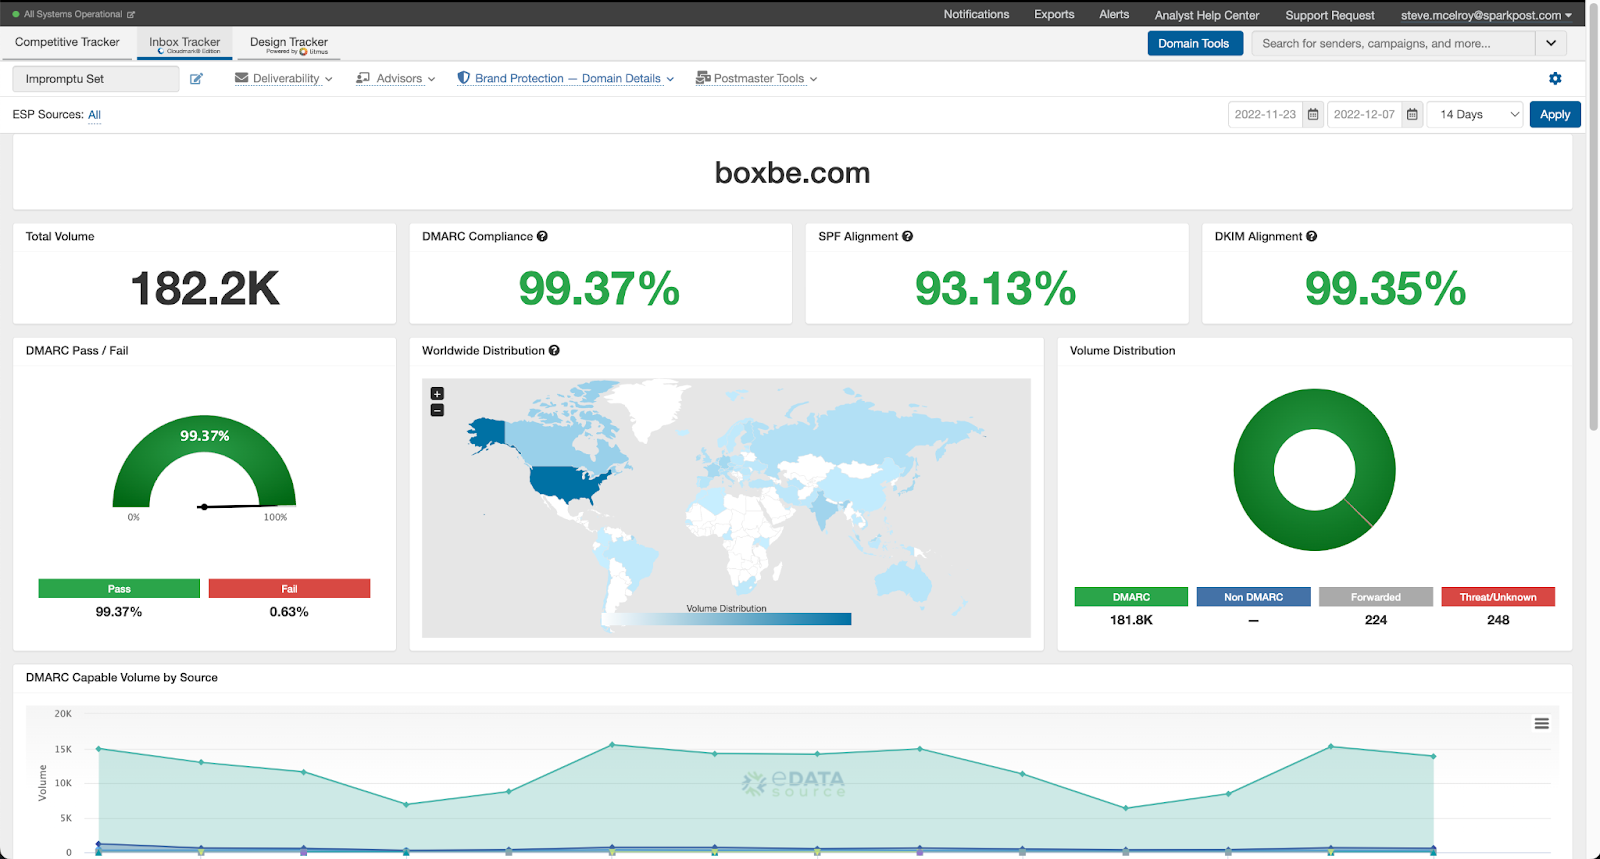 All Systems Operational
Notifications Exports Alerts Analyst Help Center Support Request steve.mcelroy@sparkpost.com
Competitive Tracker Inbox Tracker Design Tracker
Cloudmark® Edition Powered by Litmus
Domain Tools Search for senders, campaigns, and more...
Impromptu Set Deliverability Advisors Brand Protection — Domain Details Postmaster Tools
ESP Sources: All 2022-11-23 2022-12-07 14 Days Apply
boxbe.com
Total Volume DMARC Compliance SPF Alignment DKIM Alignment
182.2K 99.37% 93.13% 99.35%
DMARC Pass / Fail Worldwide Distribution Volume Distribution
99.37%
0% 100%
Pass Fail
99.37% 0.63%
+
−
Volume Distribution
DMARC Non DMARC Forwarded Threat/Unknown
181.8K — 224 248
DMARC Capable Volume by Source
20K
15K
10K
5K
0
Volume
eDATA
source